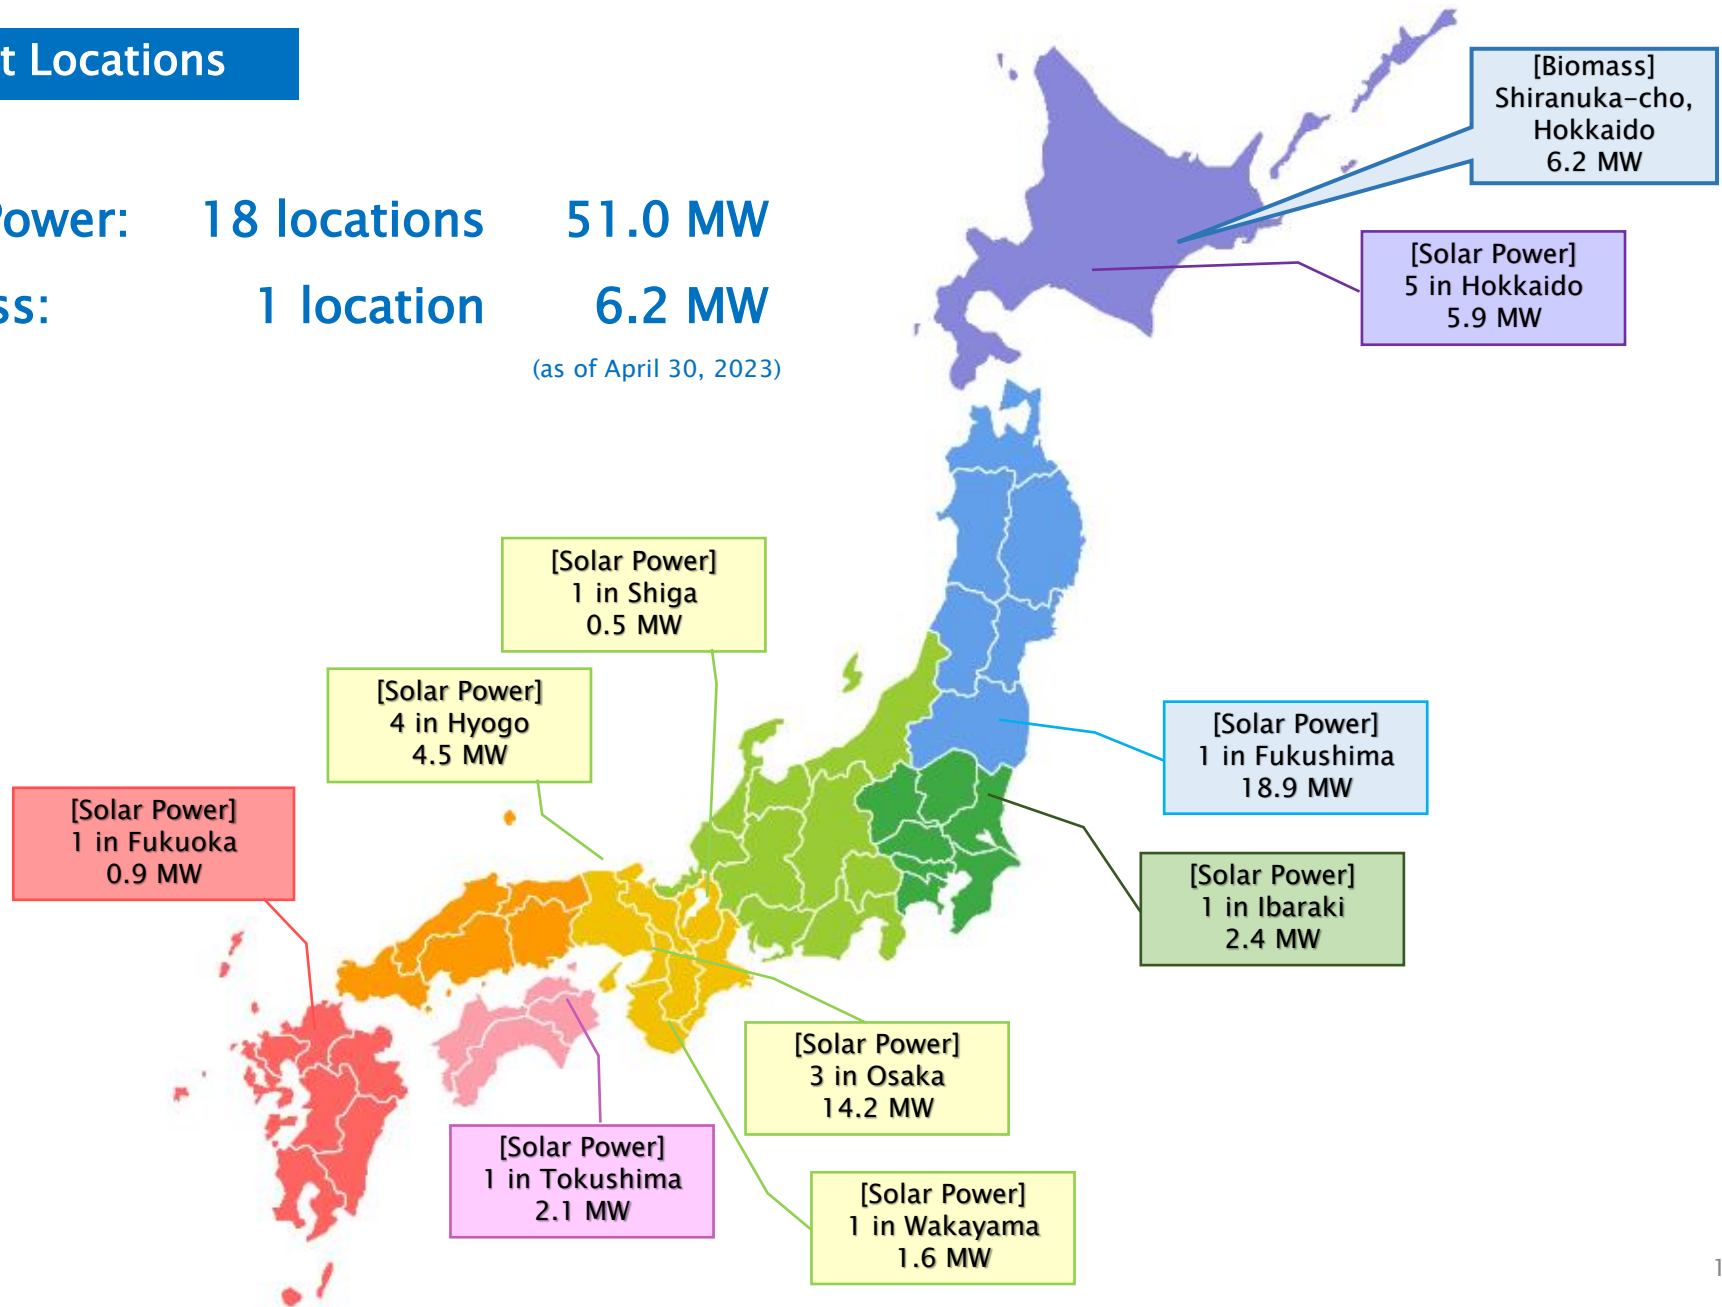 t Locations
Power: 18 locations 51.0 MW
ss: 1 location 6.2 MW
(as of April 30, 2023)
[Biomass]
Shiranuka-cho,
Hokkaido
6.2 MW
[Solar Power]
5 in Hokkaido
5.9 MW
[Solar Power]
1 in Shiga
0.5 MW
[Solar Power]
4 in Hyogo
4.5 MW
[Solar Power]
1 in Fukushima
18.9 MW
[Solar Power]
1 in Fukuoka
0.9 MW
[Solar Power]
1 in Ibaraki
2.4 MW
[Solar Power]
3 in Osaka
14.2 MW
[Solar Power]
1 in Tokushima
2.1 MW
[Solar Power]
1 in Wakayama
1.6 MW
1